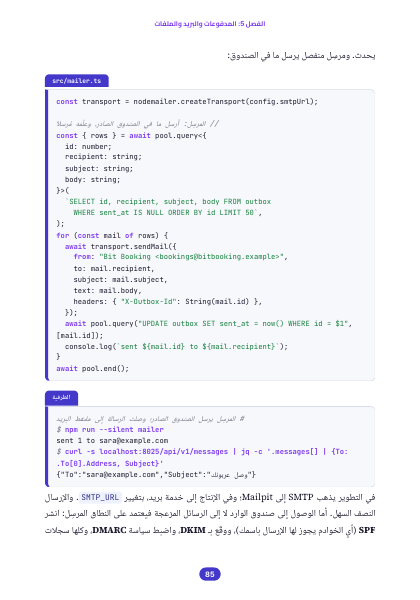 الفصل 5: المدفوعات والبريد والملفات
يحدث. ومرسِل منفصل يرسل ما في الصندوق:
src/mailer.ts
const transport = nodemailer.createTransport(config.smtpUrl);
// المرسِل: أرسل ما في الصندوق الصادر، وعلّمه مُرسلًا
const { rows } = await pool.query<{
  id: number;
  recipient: string;
  subject: string;
  body: string;
}>(
  `SELECT id, recipient, subject, body FROM outbox
    WHERE sent_at IS NULL ORDER BY id LIMIT 50`,
);
for (const mail of rows) {
  await transport.sendMail({
    from: "Bit Booking <bookings@bitbooking.example>",
    to: mail.recipient,
    subject: mail.subject,
    text: mail.body,
    headers: { "X-Outbox-Id": String(mail.id) },
  });
  await pool.query("UPDATE outbox SET sent_at = now() WHERE id = $1",
[mail.id]);
  console.log(`sent ${mail.id} to ${mail.recipient}`);
}
await pool.end();
الطرفية
# المرسِل يرسل الصندوق الصادر؛ وصلت الرسالة إلى ملتقط البريد
$ npm run --silent mailer
sent 1 to sara@example.com
$ curl -s localhost:8025/api/v1/messages | jq -c '.messages[] | {To:
.To[0].Address, Subject}'
{"To":"sara@example.com","Subject":"وصل عربونك"}
في التطوير يذهب SMTP إلى Mailpit؛ وفي الإنتاج إلى خدمة بريد، بتغيير SMTP_URL. والإرسال
النصف السهل. أما الوصول إلى صندوق الوارد لا إلى الرسائل المزعجة فيعتمد على النطاق المرسِل: انشر
SPF (أي الخوادم يجوز لها الإرسال باسمك)، ووقّع بـ DKIM، واضبط سياسة DMARC، وكلها سجلات
85